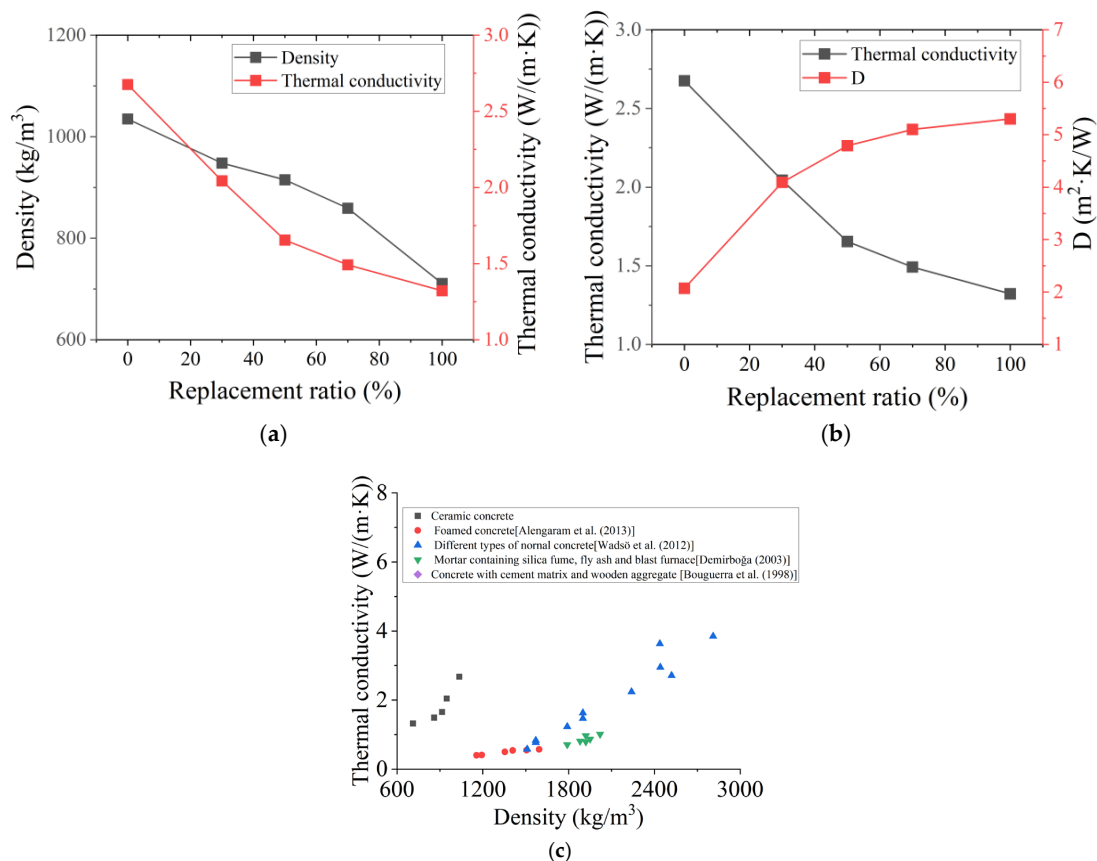 1200
1000
800
600
Density (kg/m³)
Density
Thermal conductivity
3.0
2.5
2.0
1.5
1.0
Thermal conductivity (W/(m·K))
0 20 40 60 80 100
Replacement ratio (%)
(a)
3.0
2.5
2.0
1.5
1.0
Thermal conductivity (W/(m·K))
Thermal conductivity
D
7
6
5
4
3
2
1
D (m²·K/W)
0 20 40 60 80 100
Replacement ratio (%)
(b)
8
6
4
2
0
Thermal conductivity (W/(m·K))
Ceramic concrete
Foamed concrete[Alengaram et al. (2013)]
Different types of nornal concrete[Wadsö et al. (2012)]
Mortar containing silica fume, fly ash and blast furnace[Demirboğa (2003)]
Concrete with cement matrix and wooden aggregate [Bouguerra et al. (1998)]
600 1200 1800 2400 3000
Density (kg/m³)
(c)